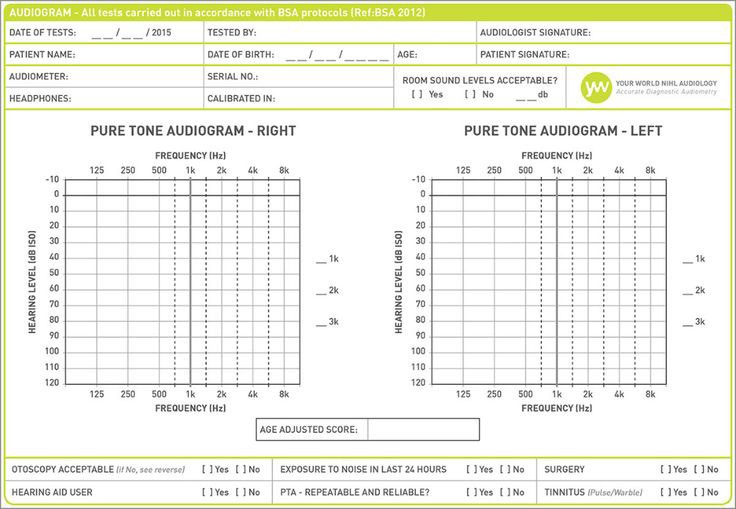 AUDIOGRAM - All tests carried out in accordance with BSA protocols (Ref:BSA 2012)
DATE OF TESTS: __ / __ / 2015 TESTED BY: AUDIOLOGIST SIGNATURE:
PATIENT NAME: DATE OF BIRTH: __ / __ / ____ AGE: PATIENT SIGNATURE:
AUDIOMETER: SERIAL NO.: ROOM SOUND LEVELS ACCEPTABLE?
HEADPHONES: CALIBRATED IN: [ ] Yes [ ] No __ db
yw YOUR WORLD NIHL AUDIOLOGY
Accurate Diagnostic Audiometry
PURE TONE AUDIOGRAM - RIGHT
FREQUENCY (Hz)
125 250 500 1k 2k 4k 8k
HEARING LEVEL (dB ISO)
-10
0
10
20
30
40
50
60
70
80
90
100
110
120
125 250 500 1k 2k 4k 8k
FREQUENCY (Hz)
__ 1k
__ 2k
__ 3k
PURE TONE AUDIOGRAM - LEFT
FREQUENCY (Hz)
125 250 500 1k 2k 4k 8k
HEARING LEVEL (dB ISO)
-10
0
10
20
30
40
50
60
70
80
90
100
110
120
125 250 500 1k 2k 4k 8k
FREQUENCY (Hz)
__ 1k
__ 2k
__ 3k
AGE ADJUSTED SCORE:
OTOSCOPY ACCEPTABLE (if No, see reverse) [ ] Yes [ ] No EXPOSURE TO NOISE IN LAST 24 HOURS [ ] Yes [ ] No SURGERY [ ] Yes [ ] No
HEARING AID USER [ ] Yes [ ] No PTA - REPEATABLE AND RELIABLE? [ ] Yes [ ] No TINNITUS (Pulse/Warble) [ ] Yes [ ] No